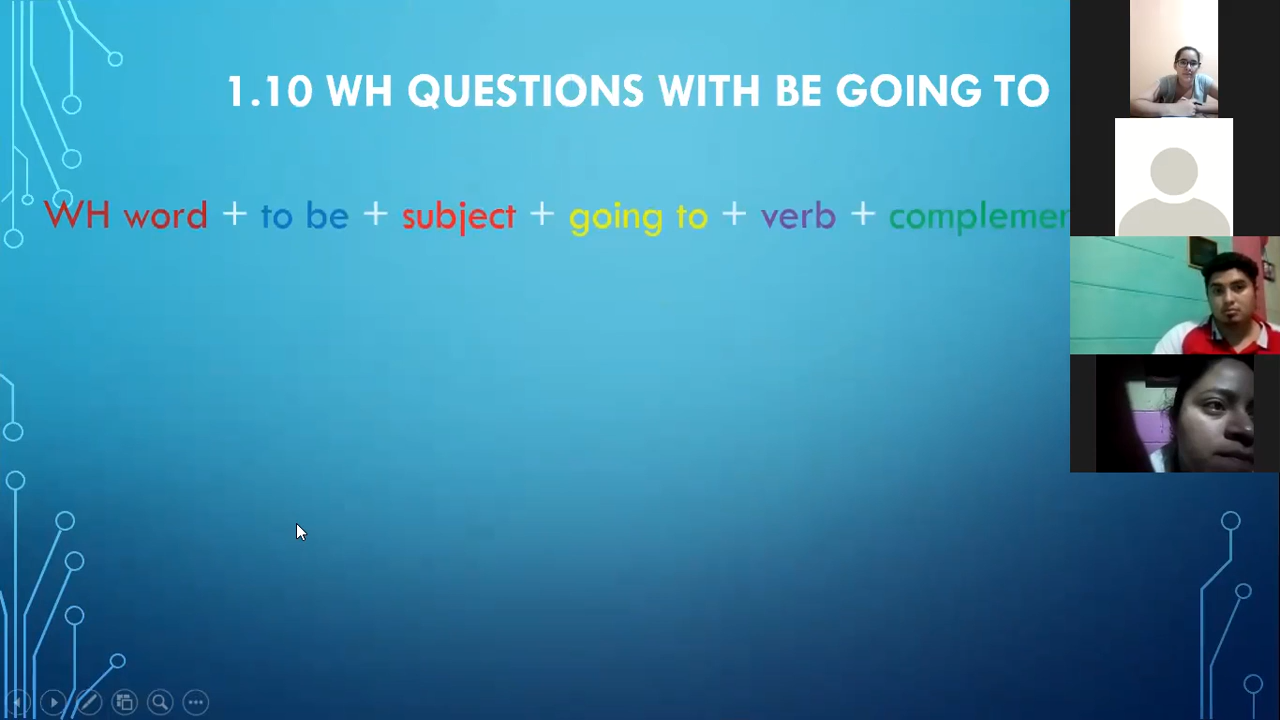 1.10 WH QUESTIONS WITH BE GOING TO
WH word + to be + subject + going to + verb + complemen